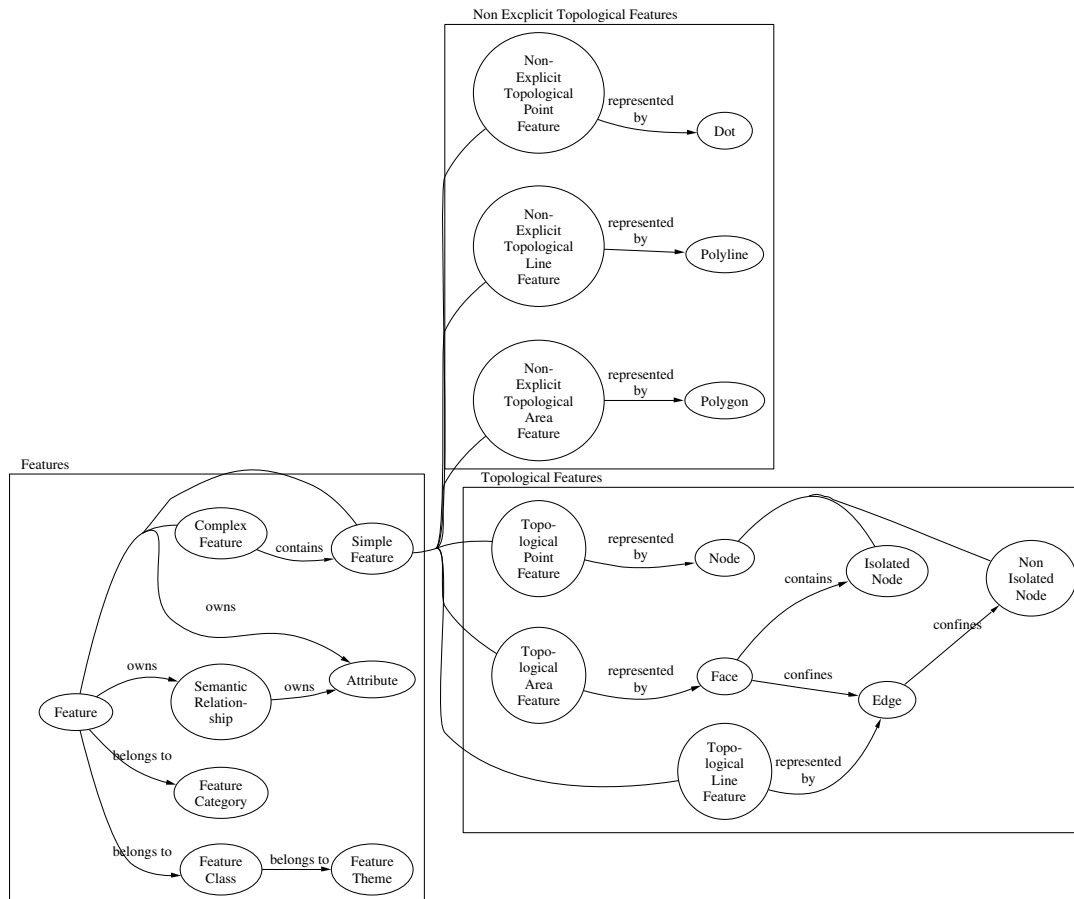 Non Excplicit Topological Features
Non-
Explicit
Topological
Point
Feature
represented
by
Dot
Non-
Explicit
Topological
Line
Feature
represented
by
Polyline
Non-
Explicit
Topological
Area
Feature
represented
by
Polygon
Features
Complex
Feature
contains
Simple
Feature
owns
owns
Semantic
Relation-
ship
owns
Attribute
Feature
belongs to
Feature
Category
belongs to
Feature
Class
belongs to
Feature
Theme
Topological Features
Topo-
logical
Point
Feature
represented
by
Node
Isolated
Node
Non
Isolated
Node
contains
confines
Topo-
logical
Area
Feature
represented
by
Face
confines
Edge
Topo-
logical
Line
Feature
represented
by